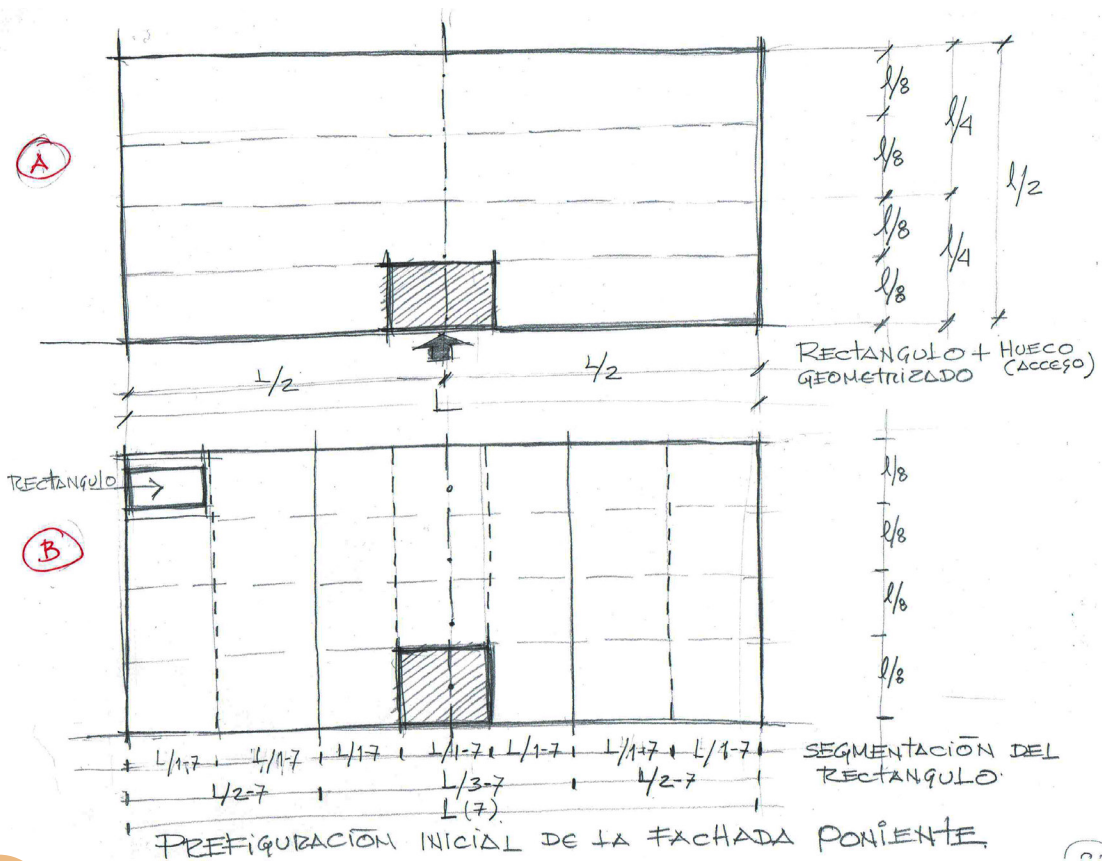 A
l/8
l/4
l/8
l/2
l/8
l/4
l/8
RECTANGULO + HUECO
GEOMETRIZADO (ACCESO)
L/2 L/2
L
RECTANGULO
B
l/8
l/8
l/8
l/8
L/1-7 L/1-7 L/1-7 L/1-7 L/1-7 L/1-7 L/1-7
L/2-7 L/3-7 L/2-7
L (7)
SEGMENTACIÓN DEL
RECTANGULO.
PREFIGURACIÓN INICIAL DE LA FACHADA PONIENTE.